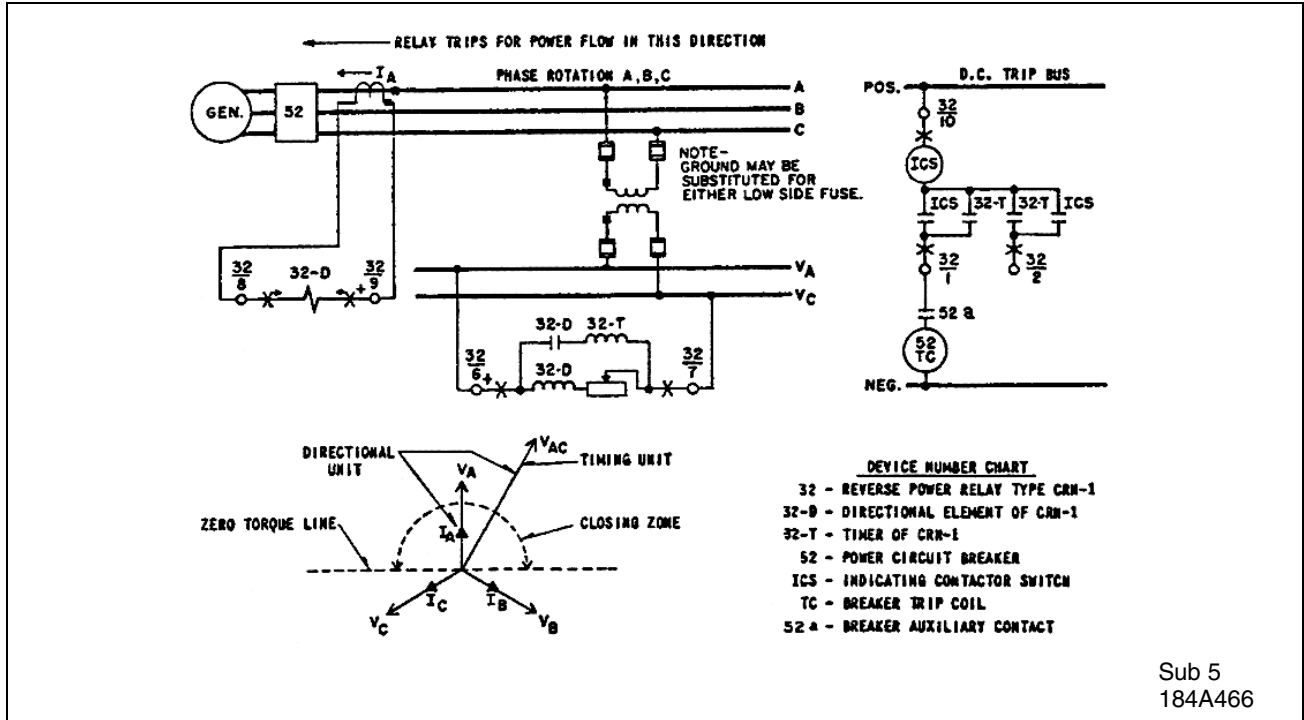 RELAY TRIPS FOR POWER FLOW IN THIS DIRECTION
I_A
PHASE ROTATION A, B, C
GEN.
52
A
B
C
NOTE-
GROUND MAY BE
SUBSTITUTED FOR
EITHER LOW SIDE FUSE.
32
8
32-D
32
9
+
V_A
V_C
32-D
32-T
32
6
+
32-D
32
7
D.C. TRIP BUS
POS.
32
10
ICS
ICS
32-T
32-T
ICS
32
1
32
2
52 a
52
TC
NEG.
DIRECTIONAL
UNIT
V_AC
TIMING UNIT
V_A
ZERO TORQUE LINE
I_A
CLOSING ZONE
I_C
I_B
V_C
V_B
DEVICE NUMBER CHART
32 - REVERSE POWER RELAY TYPE CRN-1
32-D - DIRECTIONAL ELEMENT OF CRN-1
32-T - TIMER OF CRN-1
52 - POWER CIRCUIT BREAKER
ICS - INDICATING CONTACTOR SWITCH
TC - BREAKER TRIP COIL
52 a - BREAKER AUXILIARY CONTACT
Sub 5
184A466